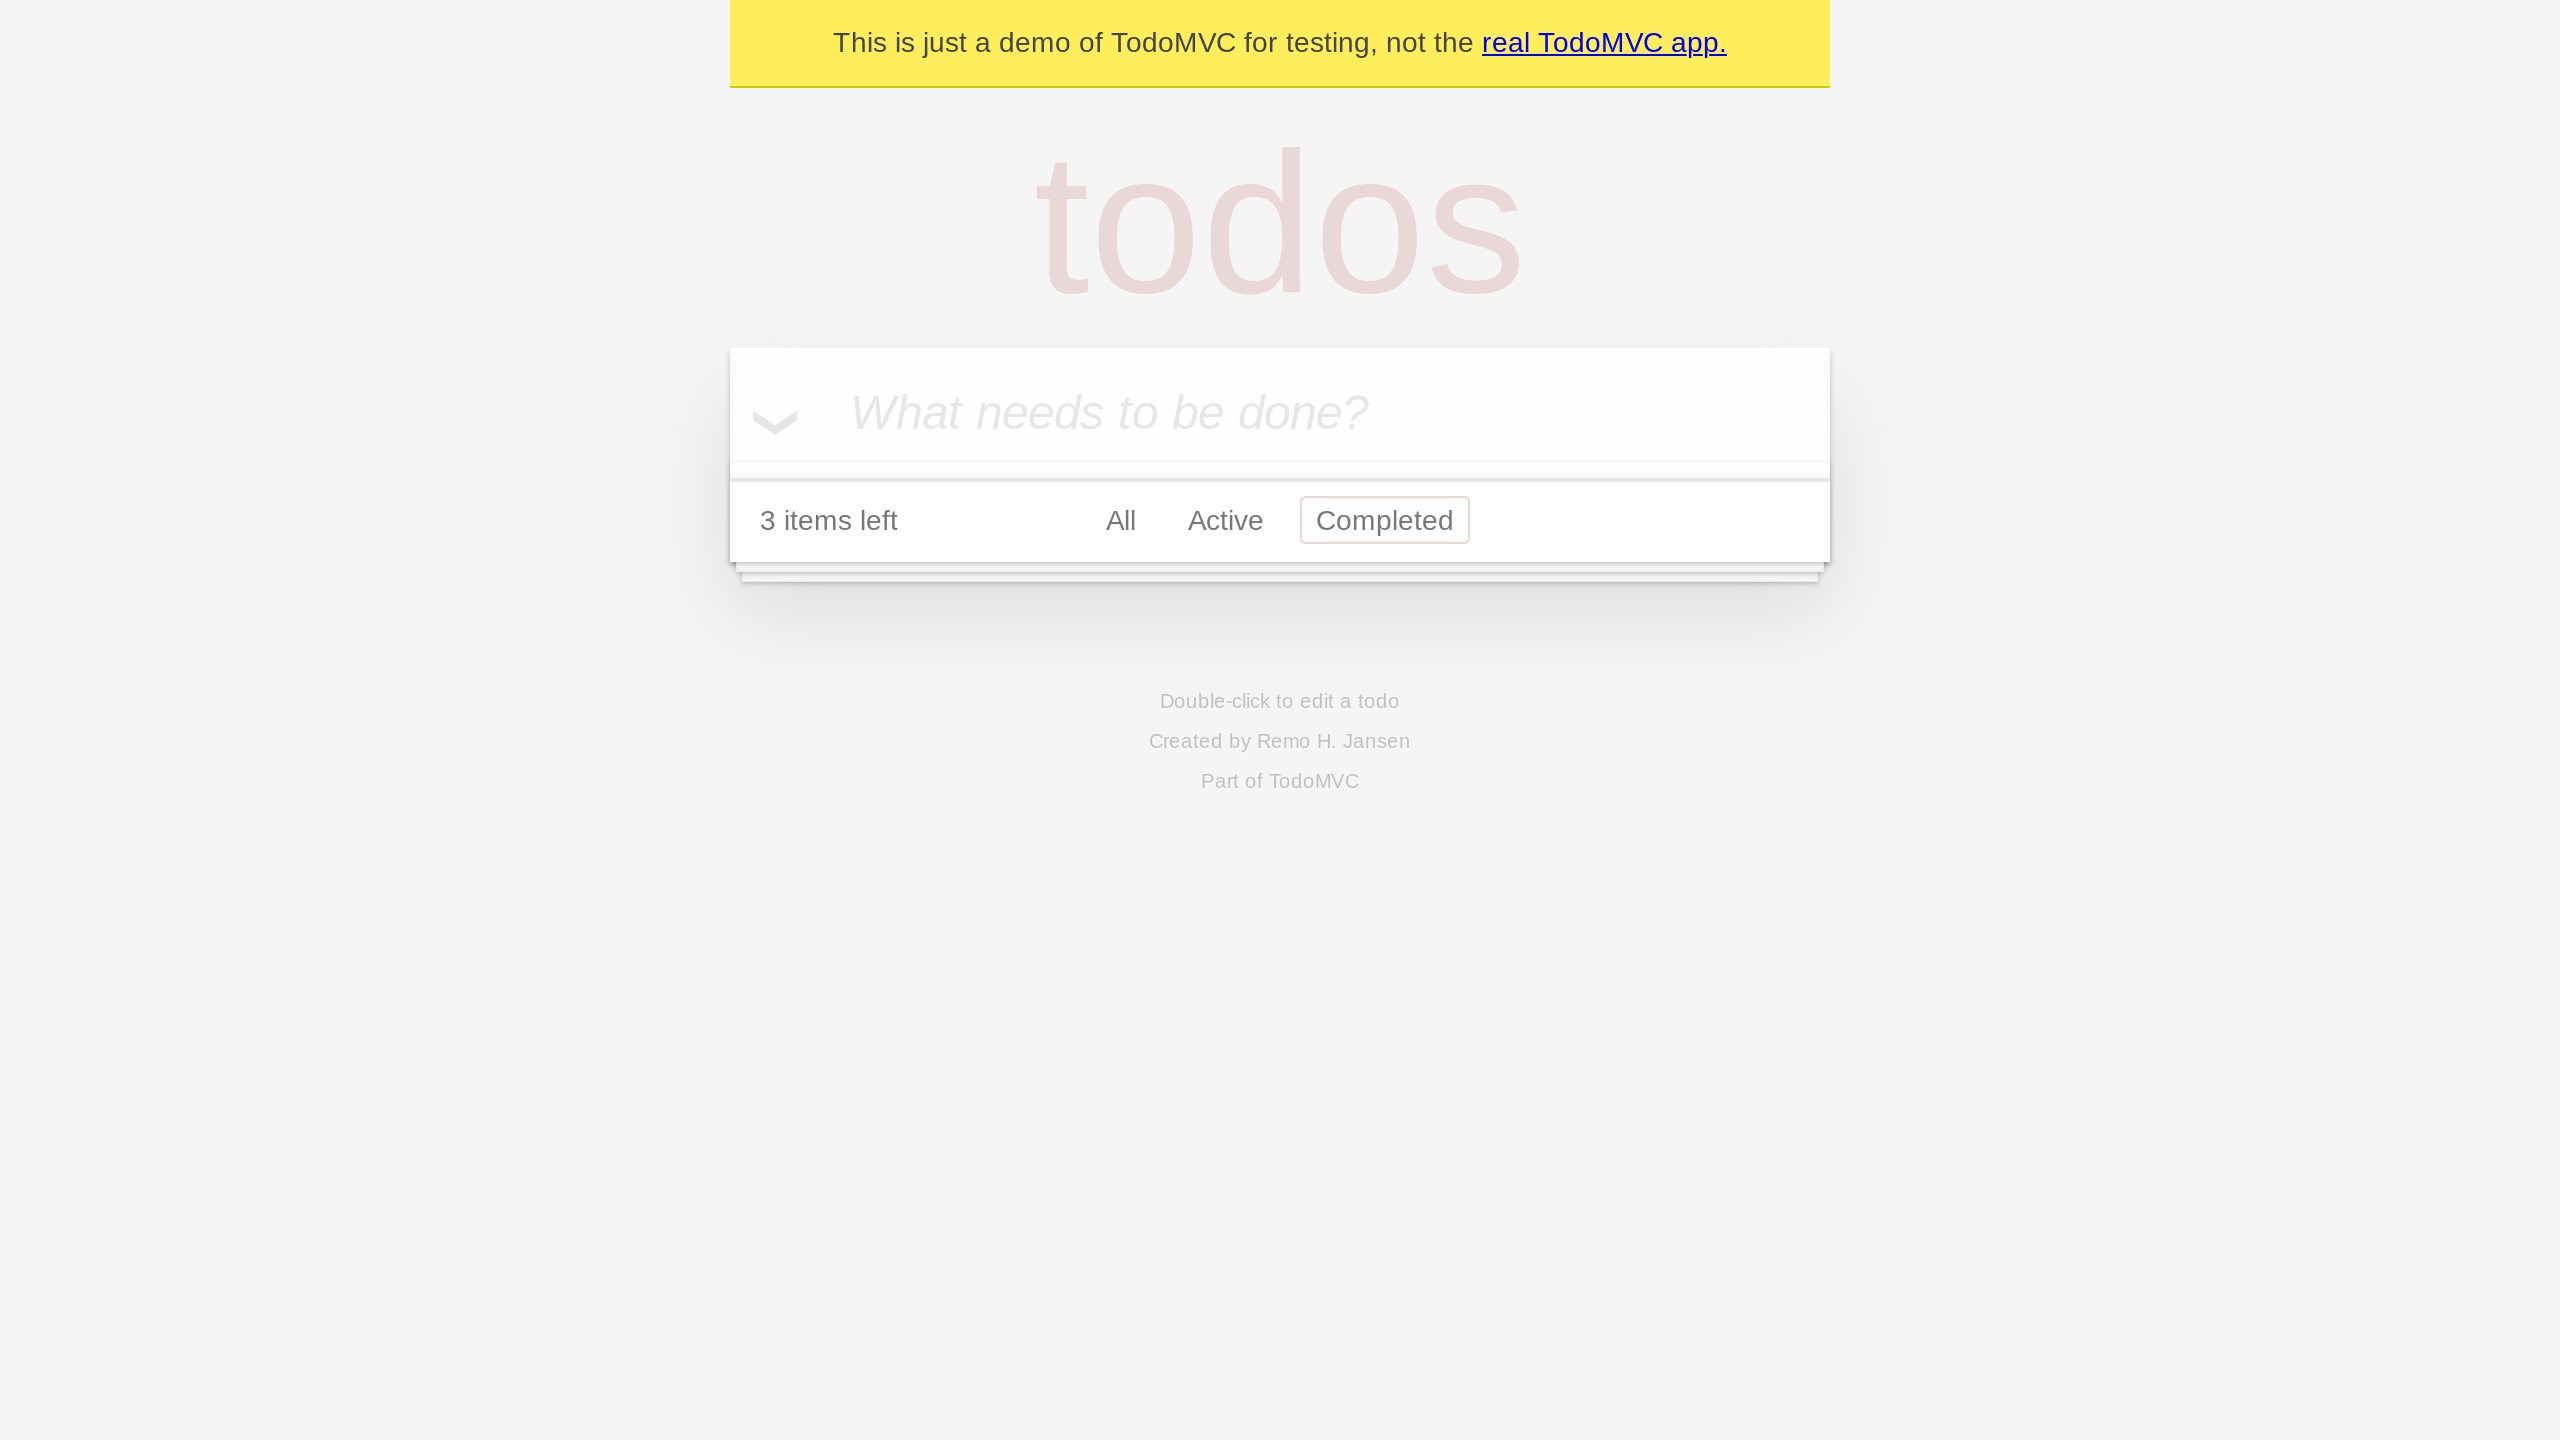 This is just a demo of TodoMVC for testing, not the real TodoMVC app.
todos
What needs to be done?
3 items left All Active Completed
Double-click to edit a todo
Created by Remo H. Jansen
Part of TodoMVC